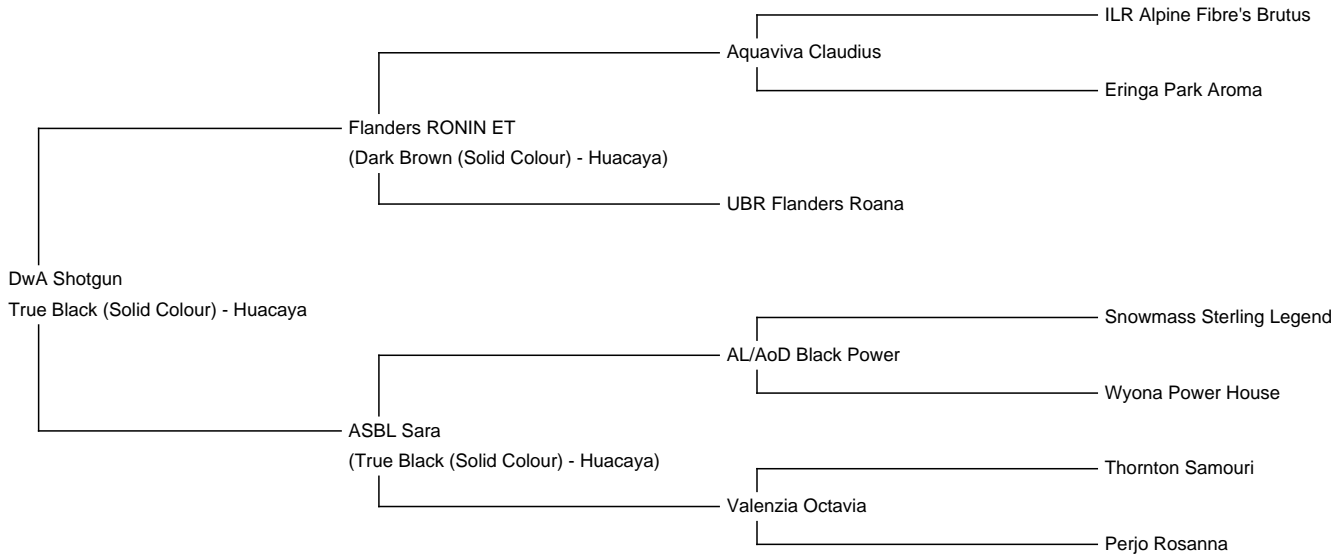 ILR Alpine Fibre's Brutus
Aquaviva Claudius
Eringa Park Aroma
Flanders RONIN ET
(Dark Brown (Solid Colour) - Huacaya)
UBR Flanders Roana
DwA Shotgun
True Black (Solid Colour) - Huacaya
Snowmass Sterling Legend
AL/AoD Black Power
Wyona Power House
ASBL Sara
(True Black (Solid Colour) - Huacaya)
Thornton Samouri
Valenzia Octavia
Perjo Rosanna